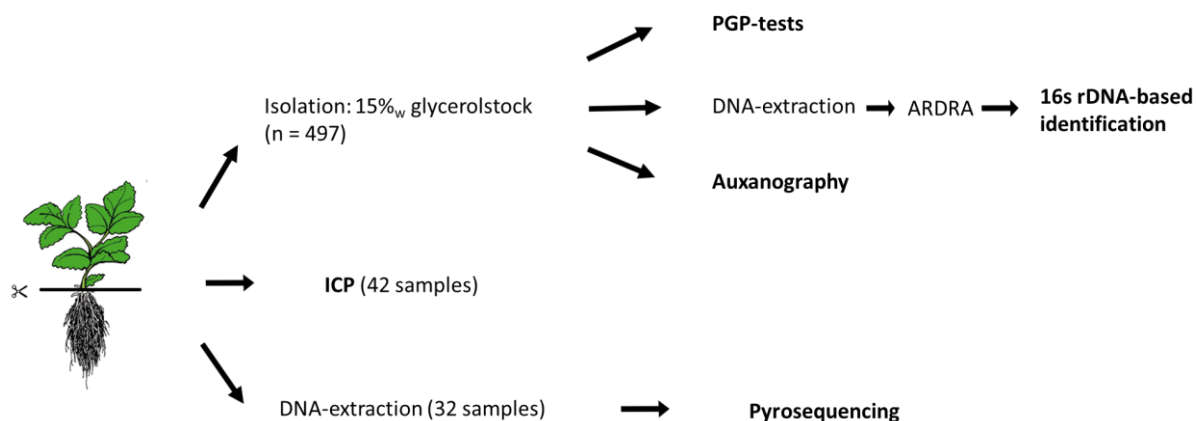 PGP-tests
Isolation: 15%w glycerolstock
(n = 497)
DNA-extraction
ARDRA
16s rDNA-based
identification
Auxanography
ICP (42 samples)
DNA-extraction (32 samples)
Pyrosequencing